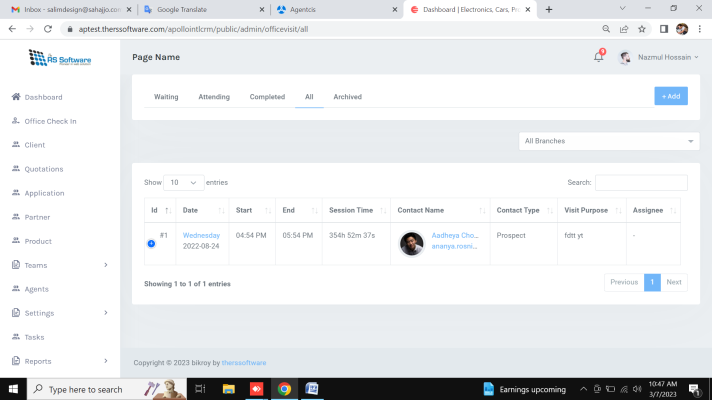 Inbox - salimdesign@sahajjo.co
Google Translate
Agentcis
Dashboard | Electronics, Cars, Pr
aptest.therssoftware.com/apollointlcrm/public/admin/officevisit/all
RS Software
Page Name
8
Nazmul Hossain
Waiting
Attending
Completed
All
Archived
+ Add
Dashboard
Office Check In
Client
Quotations
Application
Partner
Product
Teams
Agents
Settings
Tasks
Reports
All Branches
Show 10 entries
Search:
Id
Date
Start
End
Session Time
Contact Name
Contact Type
Visit Purpose
Assignee
#1
Wednesday
2022-08-24
04:54 PM
05:54 PM
354h 52m 37s
Aadheya Cho...
ananya.rosni...
Prospect
fdtt yt
-
Showing 1 to 1 of 1 entries
Previous
1
Next
Copyright © 2023 bikroy by therssoftware
Type here to search
Earnings upcoming
10:47 AM
3/7/2023
1